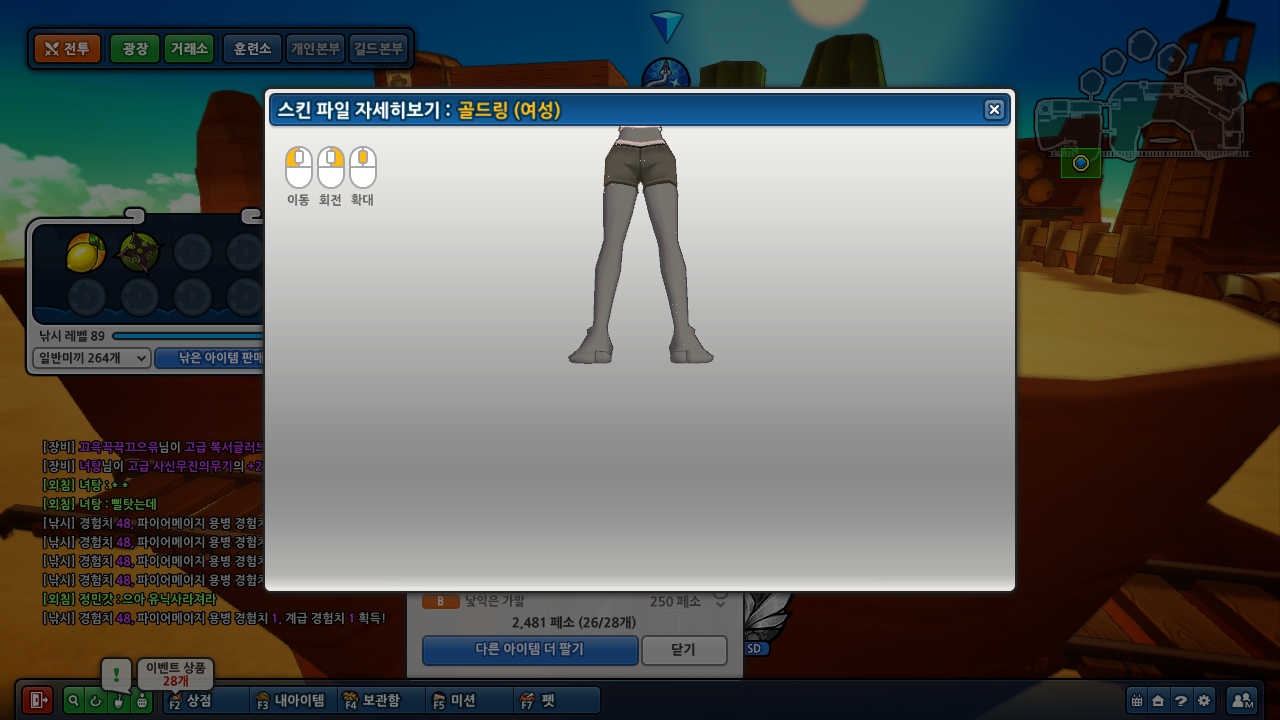 전투 광장 거래소 훈련소 개인본부 길드본부
스킨 파일 자세히보기 : 골드링 (여성)
이동 회전 확대
낚시 레벨 89
일반미끼 264개 낚은 아이템 판매
[장비] 끄윽끅끅끄으윾님이 고급 복서글러브
[장비] 녀탕님이 고급 사신무진의무기의 +2
[외침] 녀탕 : * *
[외침] 녀탕 : 삘탓는데
[낚시] 경험치 48, 파이어메이지 용병 경험치
[낚시] 경험치 48, 파이어메이지 용병 경험치
[낚시] 경험치 48, 파이어메이지 용병 경험치
[낚시] 경험치 48, 파이어메이지 용병 경험치
[외침] 정민갓 : 으아 유닉사라져라
[낚시] 경험치 48, 파이어메이지 용병 경험치 1, 계급 경험치 1 획득!
B 낯익은 가발 250 페소
2,481 페소 (26/28개)
다른 아이템 더 팔기 닫기
SD
이벤트 상품
28개
F2 상점 F3 내아이템 F4 보관함 F5 미션 F7 펫